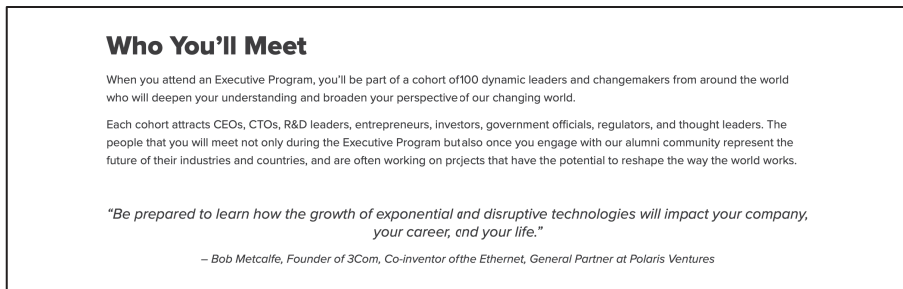 Who You'll Meet
When you attend an Executive Program, you'll be part of a cohort of100 dynamic leaders and changemakers from around the world
who will deepen your understanding and broaden your perspective of our changing world.
Each cohort attracts CEOs, CTOs, R&D leaders, entrepreneurs, investors, government officials, regulators, and thought leaders. The
people that you will meet not only during the Executive Program but also once you engage with our alumni community represent the
future of their industries and countries, and are often working on projects that have the potential to reshape the way the world works.
“Be prepared to learn how the growth of exponential and disruptive technologies will impact your company,
your career, and your life.”
– Bob Metcalfe, Founder of 3Com, Co-inventor of the Ethernet, General Partner at Polaris Ventures